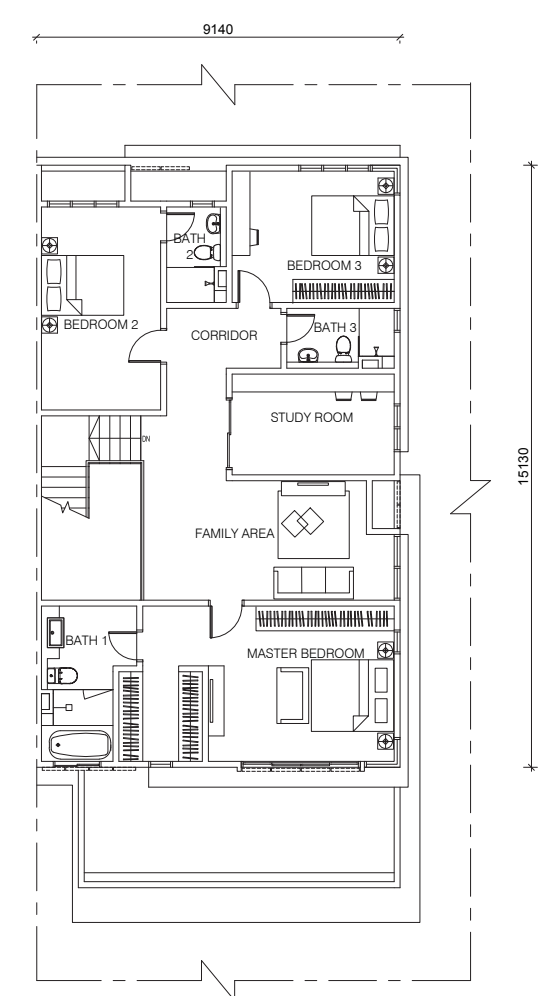 9140
BATH
2
BEDROOM 3
BEDROOM 2
CORRIDOR
BATH 3
STUDY ROOM
DN
15130
FAMILY AREA
BATH 1
MASTER BEDROOM